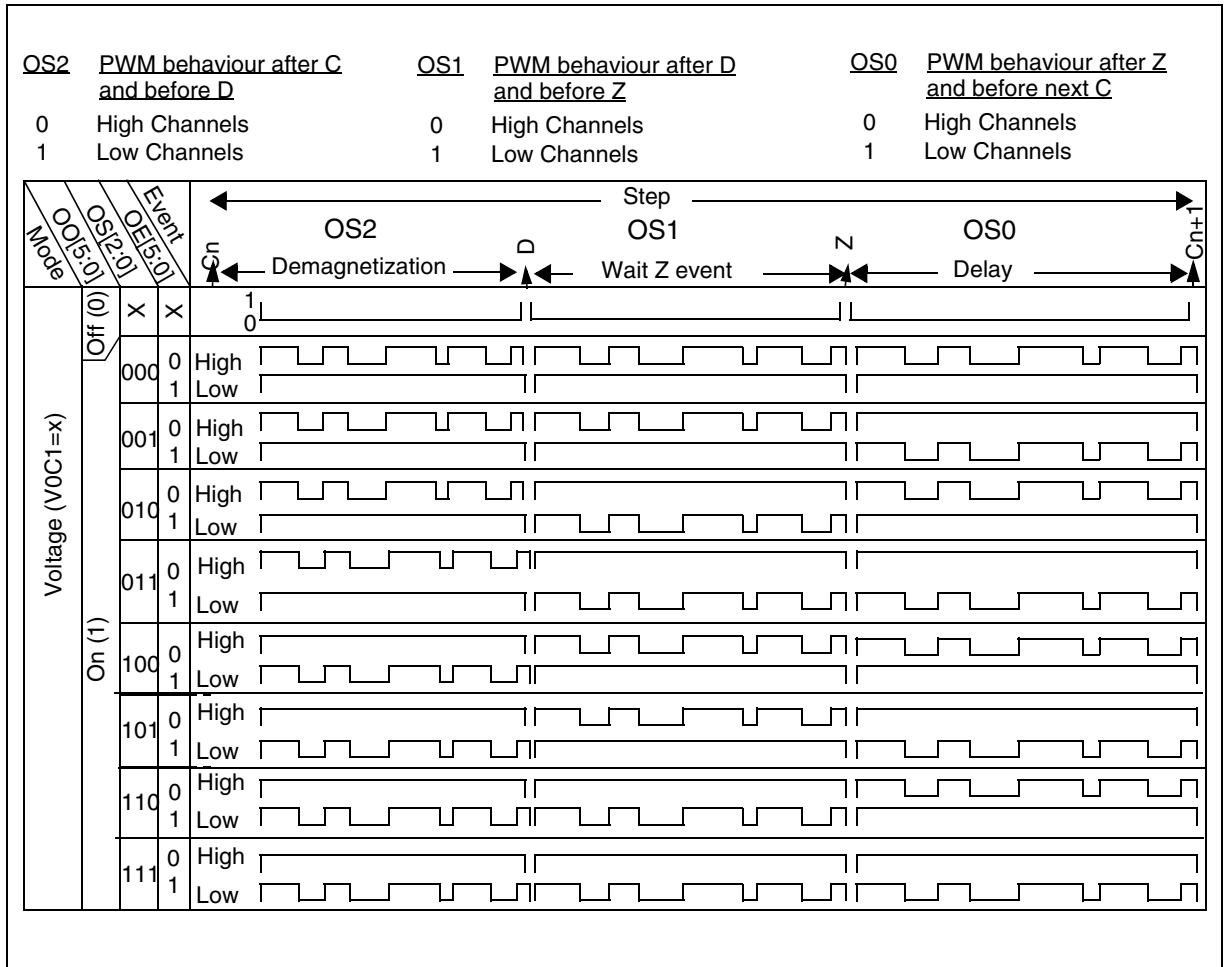 OS2 PWM behaviour after C and before D
0 High Channels
1 Low Channels
OS1 PWM behaviour after D and before Z
0 High Channels
1 Low Channels
OS0 PWM behaviour after Z and before next C
0 High Channels
1 Low Channels
Mode
OO[5:0]
OS[2:0]
OE[5:0]
Event
Step
Cn
OS2
Demagnetization
D
OS1
Wait Z event
Z
OS0
Delay
Cn+1
Voltage (V0C1=x)
Off (0)
X
X
1
0
On (1)
000
0 High
1 Low
001
0 High
1 Low
010
0 High
1 Low
011
0 High
1 Low
100
0 High
1 Low
101
0 High
1 Low
110
0 High
1 Low
111
0 High
1 Low